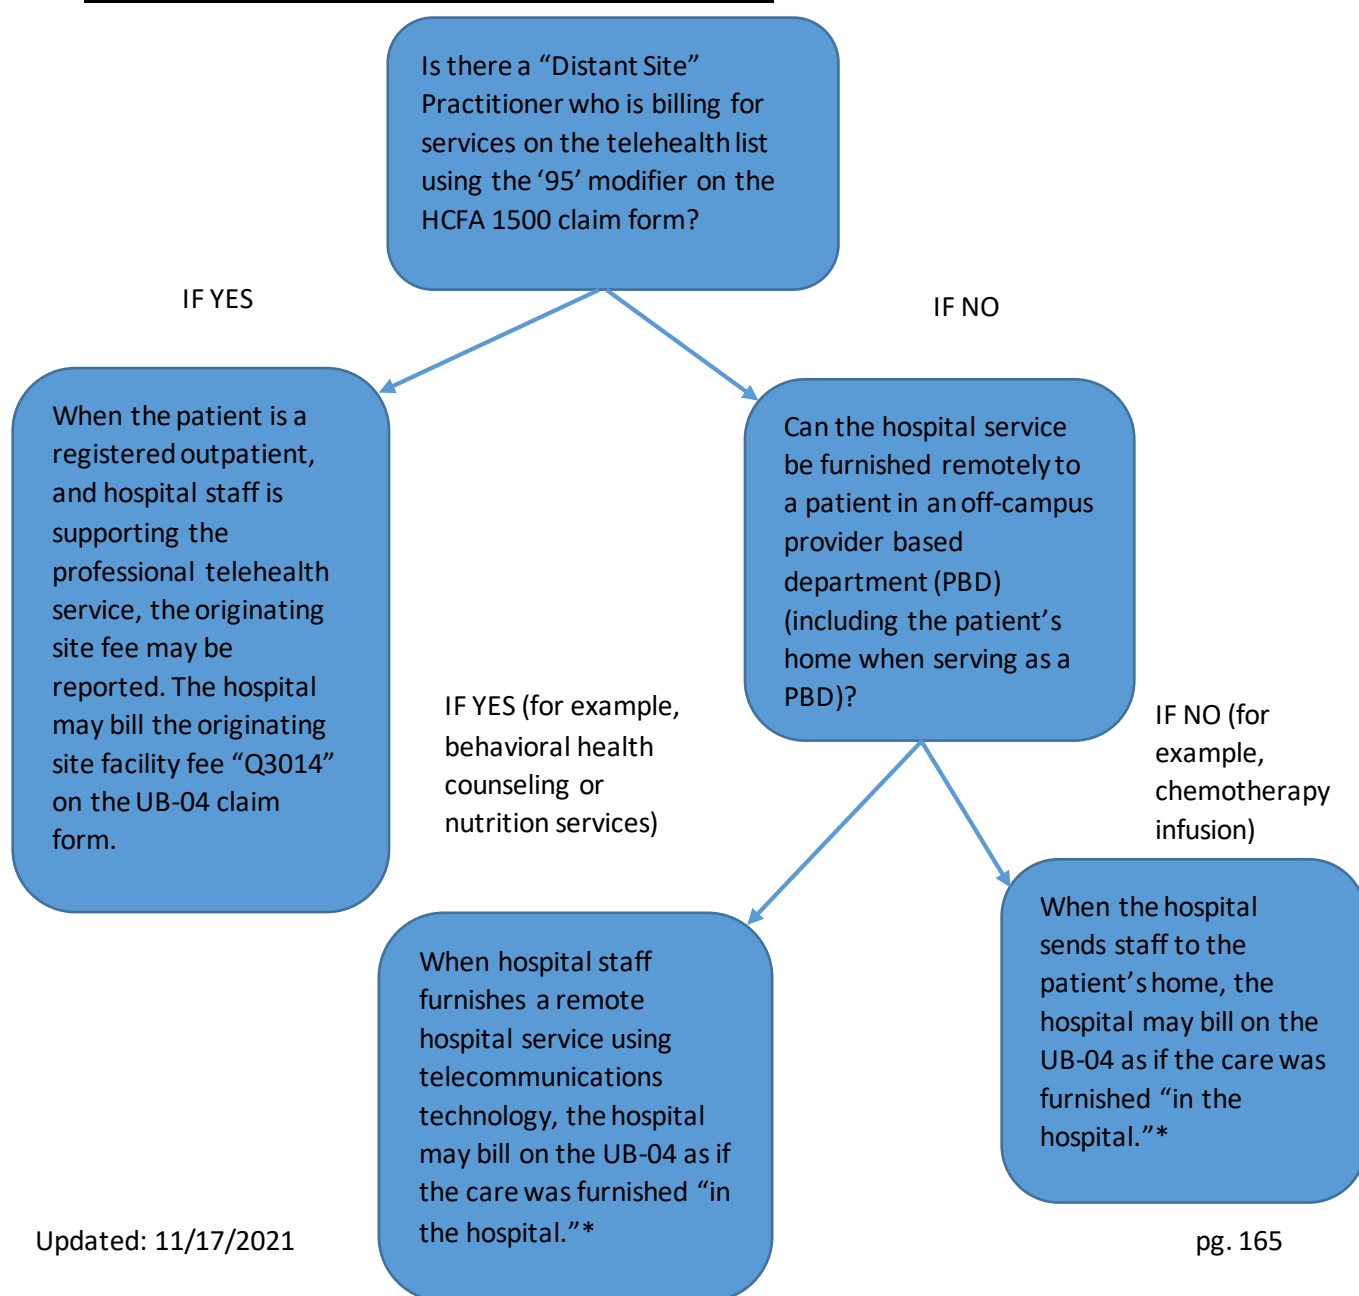 Is there a “Distant Site”
Practitioner who is billing for
services on the telehealth list
using the ‘95’ modifier on the
HCFA 1500 claim form?
IF YES
IF NO
When the patient is a
registered outpatient,
and hospital staff is
supporting the
professional telehealth
service, the originating
site fee may be
reported. The hospital
may bill the originating
site facility fee “Q3014”
on the UB-04 claim
form.
Can the hospital service
be furnished remotely to
a patient in an off-campus
provider based
department (PBD)
(including the patient’s
home when serving as a
PBD)?
IF YES (for example,
behavioral health
counseling or
nutrition services)
IF NO (for
example,
chemotherapy
infusion)
When hospital staff
furnishes a remote
hospital service using
telecommunications
technology, the hospital
may bill on the UB-04 as if
the care was furnished “in
the hospital.”*
When the hospital
sends staff to the
patient’s home, the
hospital may bill on the
UB-04 as if the care was
furnished “in the
hospital.”*
Updated: 11/17/2021
pg. 165